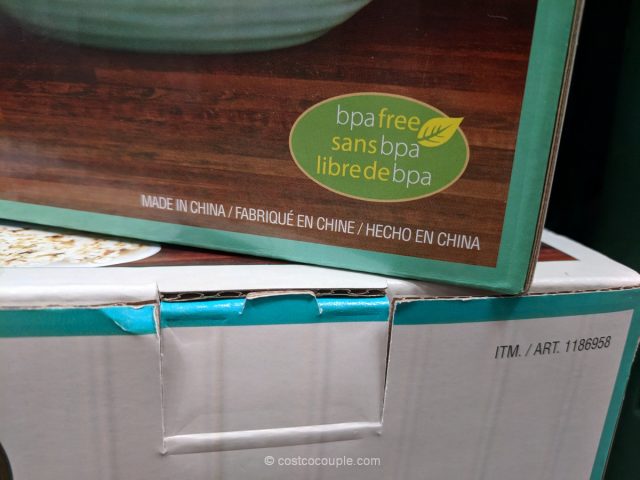 bpa free
sans bpa
libre de bpa
MADE IN CHINA / FABRIQUÉ EN CHINE / HECHO EN CHINA
ITM. / ART. 1186958
© costcocouple.com